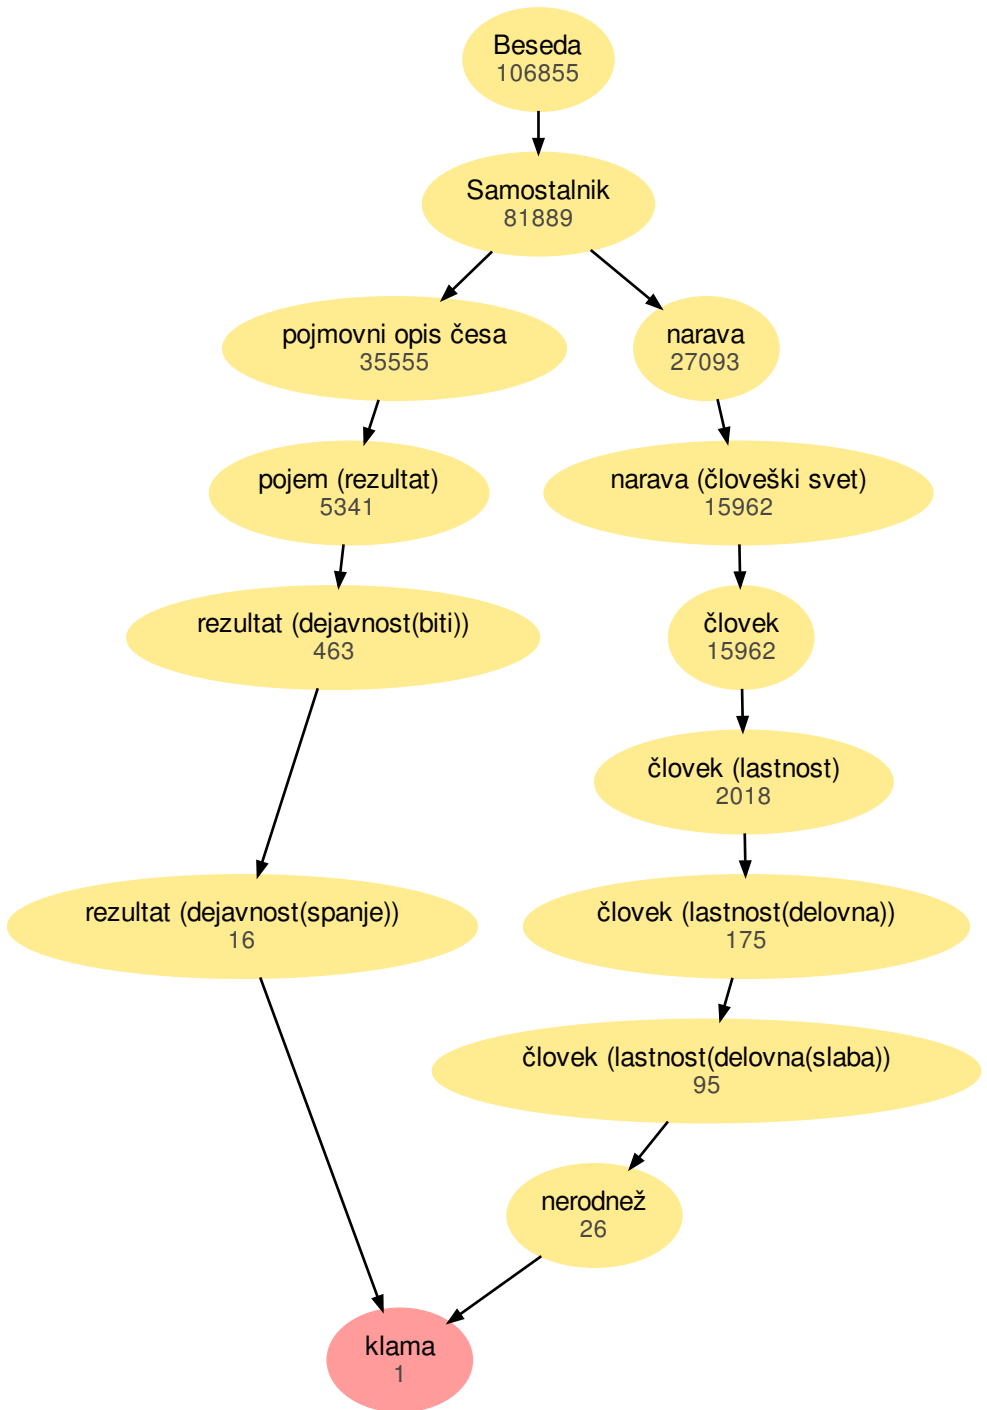 Beseda
106855
Samostalnik
81889
pojmovni opis česa
35555
narava
27093
pojem (rezultat)
5341
narava (človeški svet)
15962
rezultat (dejavnost(biti))
463
človek
15962
človek (lastnost)
2018
rezultat (dejavnost(spanje))
16
človek (lastnost(delovna))
175
človek (lastnost(delovna(slaba))
95
nerodnež
26
klama
1